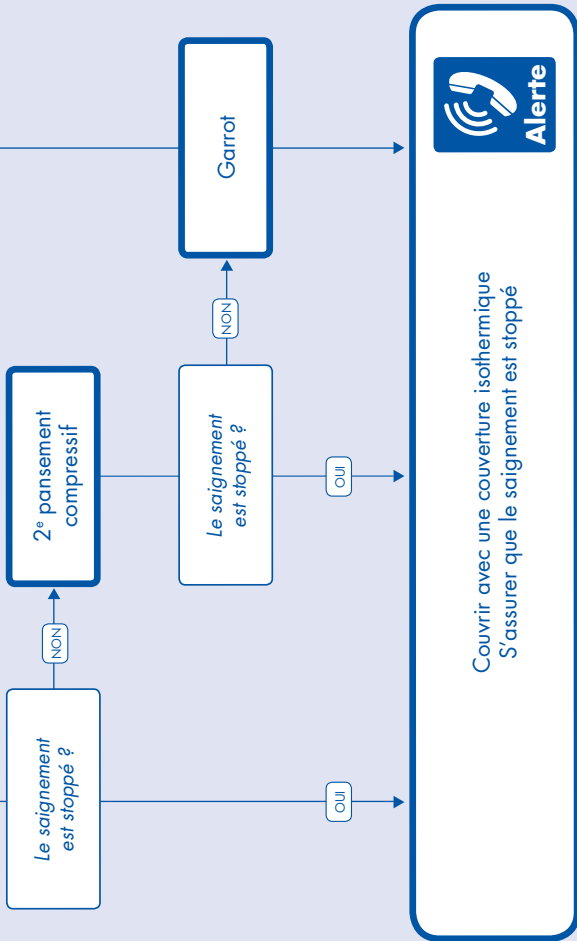 Le saignement
est stoppé ?
NON
2e pansement
compressif
Le saignement
est stoppé ?
NON
Garrot
OUI
OUI
Couvrir avec une couverture isothermique
S'assurer que le saignement est stoppé
Alerte